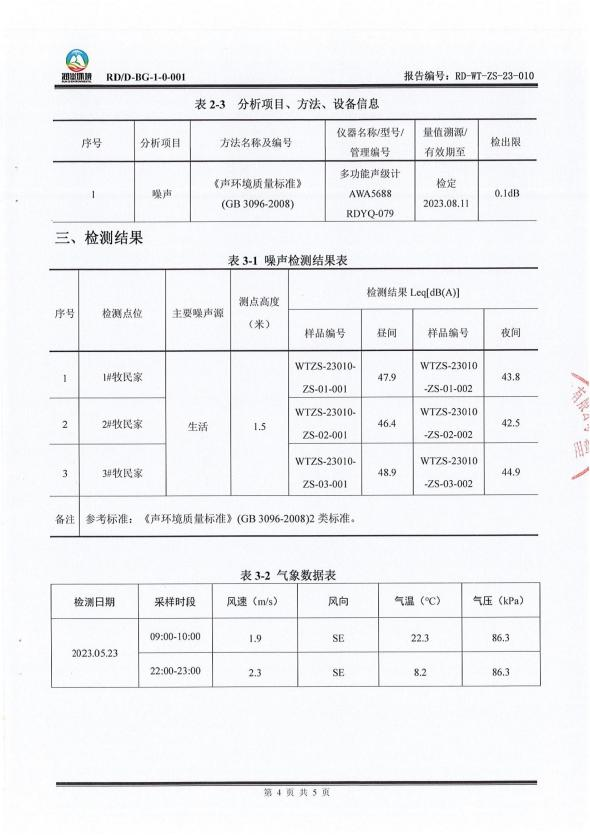 润兹环境 RD/D-BG-1-0-001 报告编号：RD-WT-ZS-23-010
表 2-3 分析项目、方法、设备信息
序号 分析项目 方法名称及编号 仪器名称/型号/管理编号 量值溯源/有效期至 检出限
1 噪声 《声环境质量标准》(GB 3096-2008) 多功能声级计 AWA5688 RDYQ-079 检定 2023.08.11 0.1dB
三、检测结果
表 3-1 噪声检测结果表
序号 检测点位 主要噪声源 测点高度（米） 检测结果 Leq[dB(A)]
样品编号 昼间 样品编号 夜间
1 1#牧民家 生活 1.5 WTZS-23010-ZS-01-001 47.9 WTZS-23010-ZS-01-002 43.8
2 2#牧民家 WTZS-23010-ZS-02-001 46.4 WTZS-23010-ZS-02-002 42.5
3 3#牧民家 WTZS-23010-ZS-03-001 48.9 WTZS-23010-ZS-03-002 44.9
备注 参考标准：《声环境质量标准》(GB 3096-2008)2 类标准。
表 3-2 气象数据表
检测日期 采样时段 风速（m/s） 风向 气温（℃） 气压（kPa）
2023.05.23 09:00-10:00 1.9 SE 22.3 86.3
22:00-23:00 2.3 SE 8.2 86.3
第 4 页 共 5 页